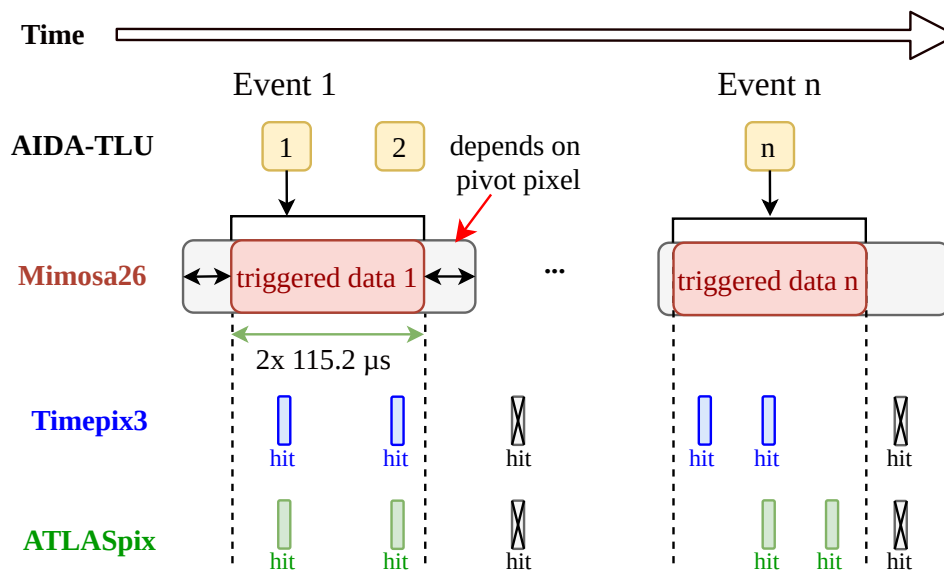 Time
Event 1
Event n
AIDA-TLU
1
2
n
depends on
pivot pixel
Mimosa26
triggered data 1
...
triggered data n
2x 115.2 µs
Timepix3
hit
hit
hit
hit
hit
hit
ATLASpix
hit
hit
hit
hit
hit
hit